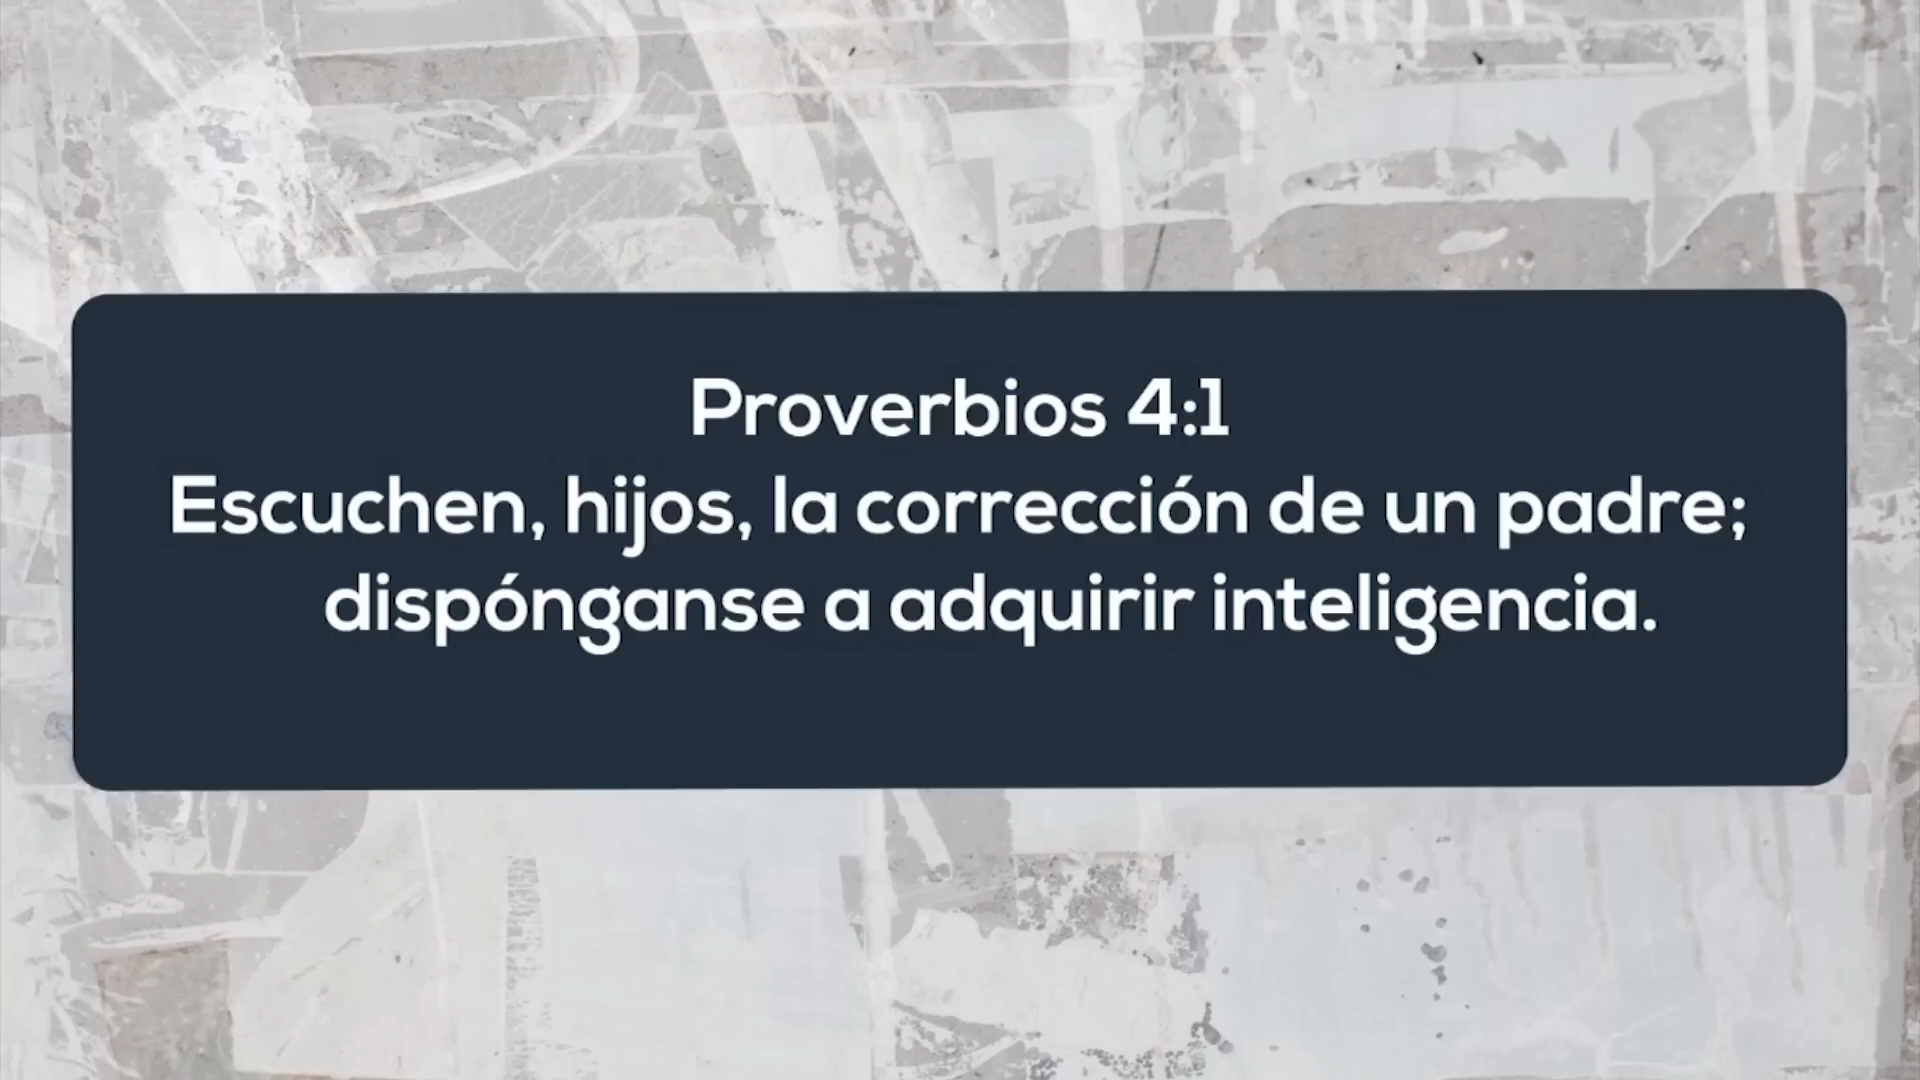 Proverbios 4:1
Escuchen, hijos, la corrección de un padre;
dispónganse a adquirir inteligencia.